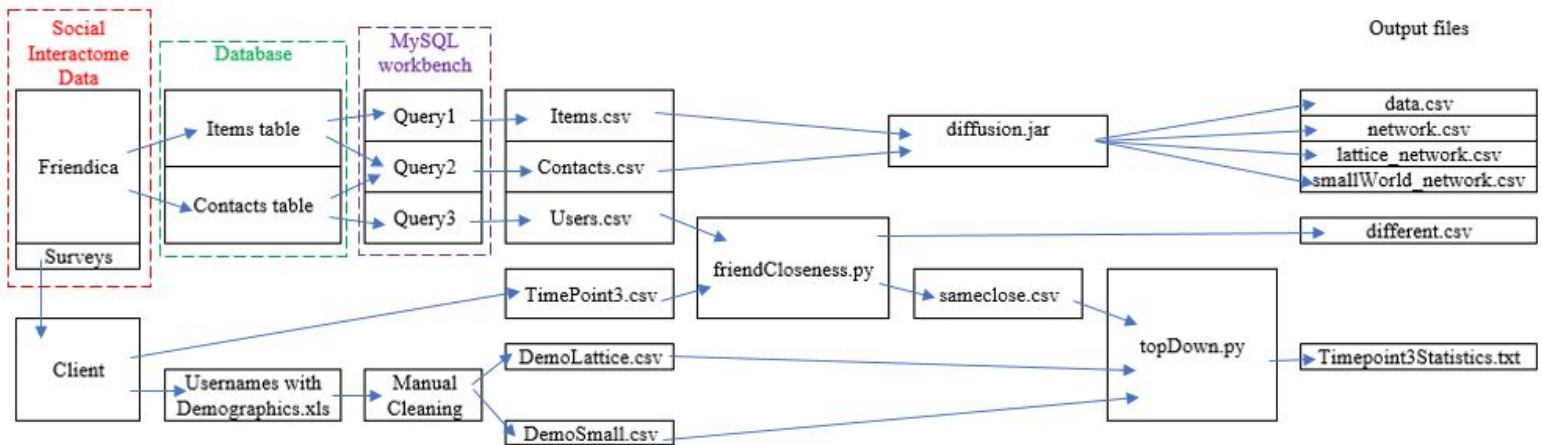 Social
Interactome
Data
Database
MySQL
workbench
Output files
Friendica
Surveys
Items table
Contacts table
Query1
Query2
Query3
Items.csv
Contacts.csv
Users.csv
diffusion.jar
data.csv
network.csv
lattice_network.csv
smallWorld_network.csv
different.csv
friendCloseness.py
TimePoint3.csv
sameclose.csv
topDown.py
Timepoint3Statistics.txt
Client
Usernames with
Demographics.xls
Manual
Cleaning
DemoLattice.csv
DemoSmall.csv